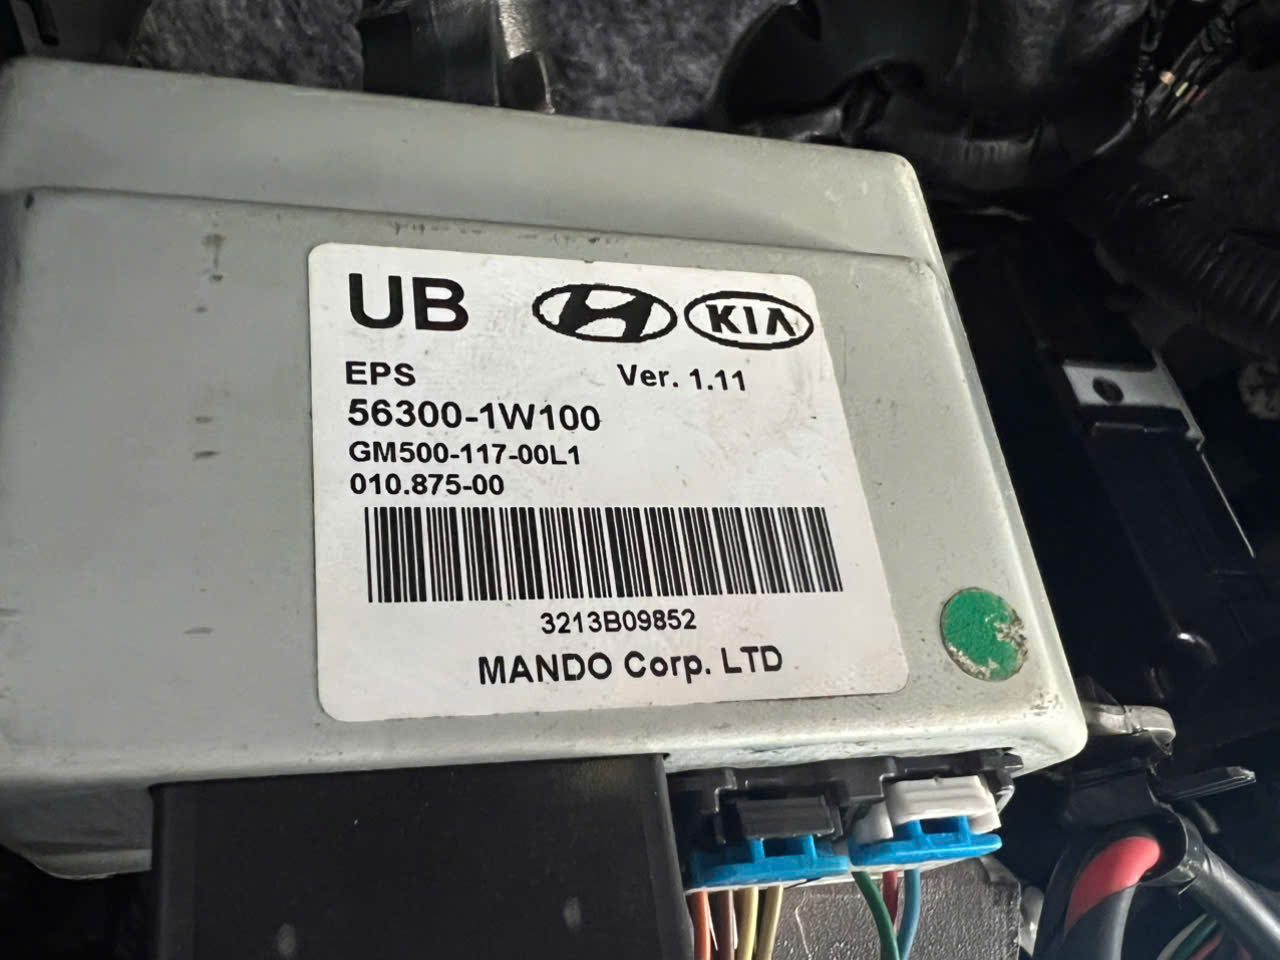 UB KIA
EPS Ver. 1.11
56300-1W100
GM500-117-00L1
010.875-00
3213B09852
MANDO Corp. LTD